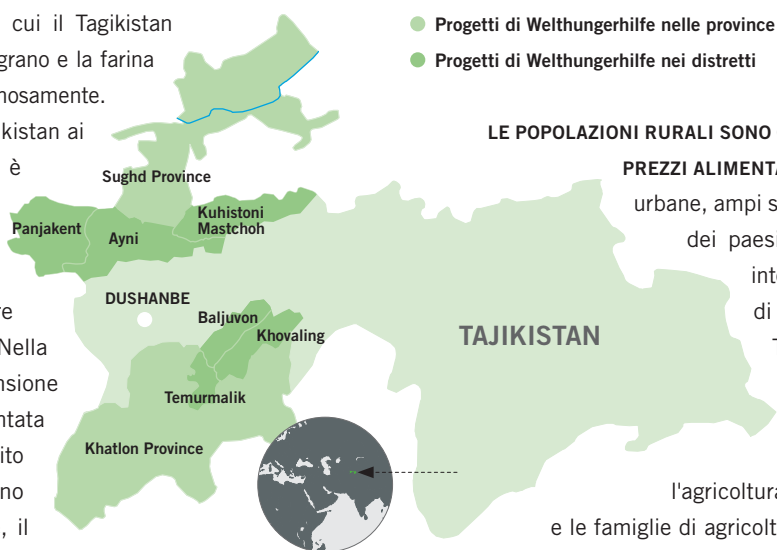 cui il Tagikistan
grano e la farina
nosamente.
kistan ai
è
re
Nella
nsione
ntata
ito
no
, il
Progetti di Welthungerhilfe nelle province
Progetti di Welthungerhilfe nei distretti
Sughd Province
Panjakent
Ayni
Kuhistoni
Mastchoh
DUSHANBE
Baljuvon
Khovaling
Temurmalik
Khatlon Province
TAJIKISTAN
LE POPOLAZIONI RURALI SONO
PREZZI ALIMENTA
urbane, ampi s
dei paesi
int
di
l'agricoltura
e le famiglie di agricolt